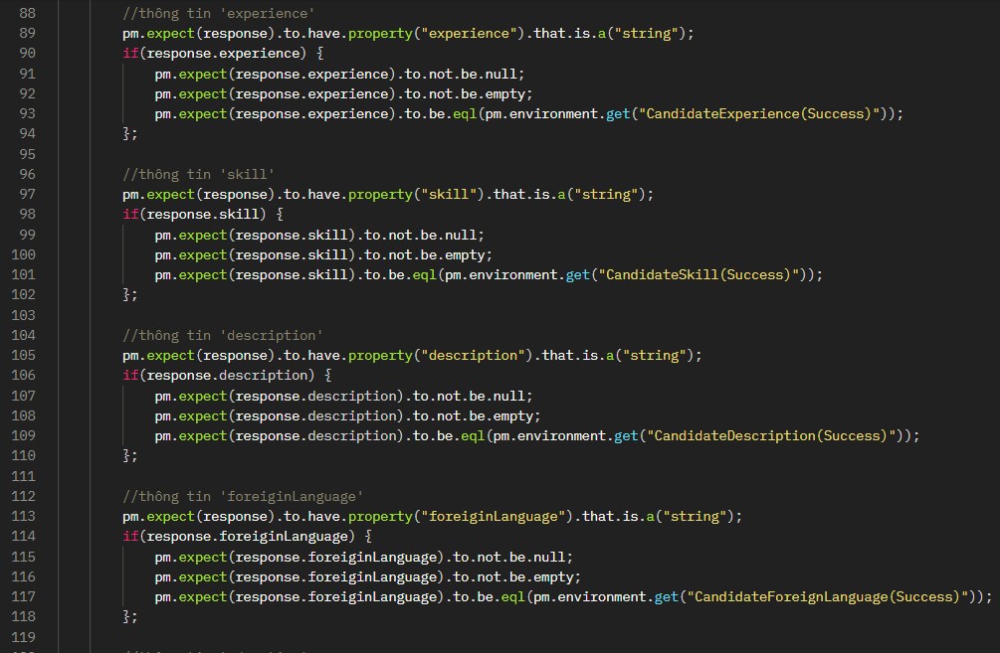 88 //thông tin 'experience'
89 pm.expect(response).to.have.property("experience").that.is.a("string");
90 if(response.experience) {
91 pm.expect(response.experience).to.not.be.null;
92 pm.expect(response.experience).to.not.be.empty;
93 pm.expect(response.experience).to.be.eql(pm.environment.get("CandidateExperience(Success)"));
94 };
95
96 //thông tin 'skill'
97 pm.expect(response).to.have.property("skill").that.is.a("string");
98 if(response.skill) {
99 pm.expect(response.skill).to.not.be.null;
100 pm.expect(response.skill).to.not.be.empty;
101 pm.expect(response.skill).to.be.eql(pm.environment.get("CandidateSkill(Success)"));
102 };
103
104 //thông tin 'description'
105 pm.expect(response).to.have.property("description").that.is.a("string");
106 if(response.description) {
107 pm.expect(response.description).to.not.be.null;
108 pm.expect(response.description).to.not.be.empty;
109 pm.expect(response.description).to.be.eql(pm.environment.get("CandidateDescription(Success)"));
110 };
111
112 //thông tin 'foreiginLanguage'
113 pm.expect(response).to.have.property("foreiginLanguage").that.is.a("string");
114 if(response.foreiginLanguage) {
115 pm.expect(response.foreiginLanguage).to.not.be.null;
116 pm.expect(response.foreiginLanguage).to.not.be.empty;
117 pm.expect(response.foreiginLanguage).to.be.eql(pm.environment.get("CandidateForeignLanguage(Success)"));
118 };
119